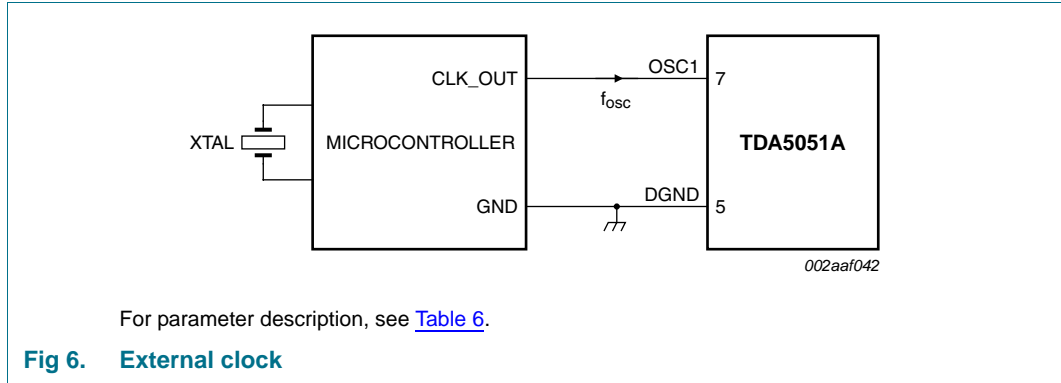 CLK_OUT
OSC1
7
fosc
XTAL
MICROCONTROLLER
TDA5051A
GND
DGND
5
002aaf042
For parameter description, see Table 6.
Fig 6. External clock